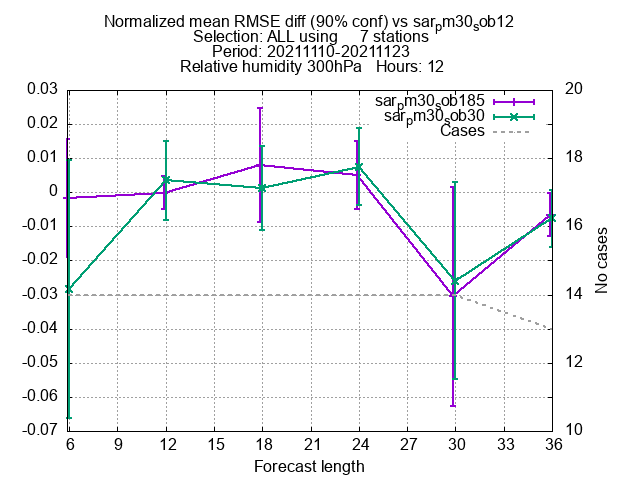 Normalized mean RMSE diff (90% conf) vs sarpm30sob12
Selection: ALL using 7 stations
Period: 20211110-20211123
Relative humidity 300hPa Hours: 12
sarpm30sob185
sarpm30sob30
Cases
0.03
0.02
0.01
0
-0.01
-0.02
-0.03
-0.04
-0.05
-0.06
-0.07
20
18
16
14
12
10
No cases
6 9 12 15 18 21 24 27 30 33 36
Forecast length